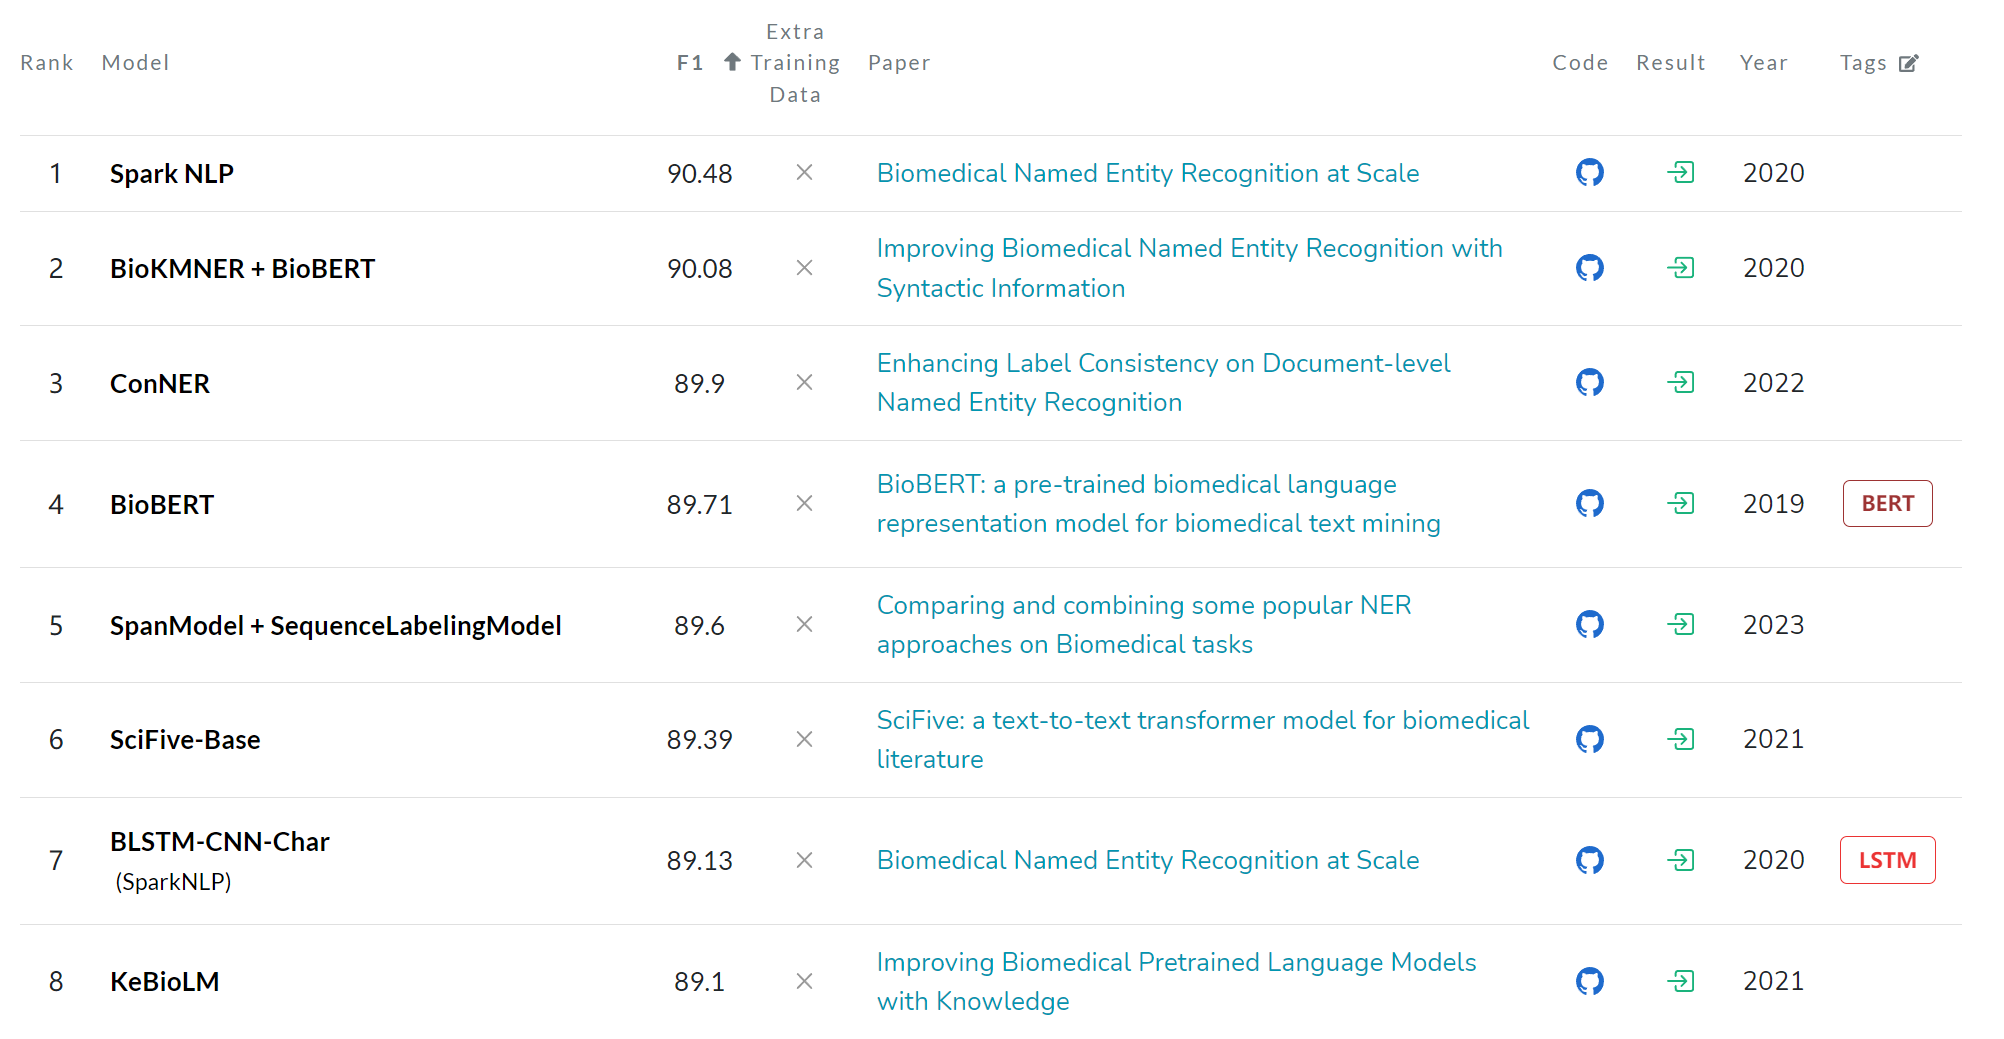 Rank Model F1 Extra Training Data Paper Code Result Year Tags
1 Spark NLP 90.48 Biomedical Named Entity Recognition at Scale 2020
2 BioKMNER + BioBERT 90.08 Improving Biomedical Named Entity Recognition with
Syntactic Information 2020
3 ConNER 89.9 Enhancing Label Consistency on Document-level
Named Entity Recognition 2022
4 BioBERT 89.71 BioBERT: a pre-trained biomedical language
representation model for biomedical text mining 2019 BERT
5 SpanModel + SequenceLabelingModel 89.6 Comparing and combining some popular NER
approaches on Biomedical tasks 2023
6 SciFive-Base 89.39 SciFive: a text-to-text transformer model for biomedical
literature 2021
7 BLSTM-CNN-Char
(SparkNLP) 89.13 Biomedical Named Entity Recognition at Scale 2020 LSTM
8 KeBioLM 89.1 Improving Biomedical Pretrained Language Models
with Knowledge 2021